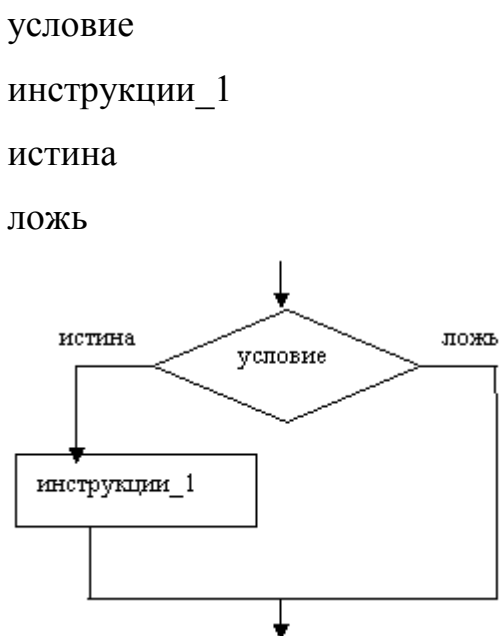 условие
инструкции_1
истина
ложь
истина
ложь
условие
инструкции_1